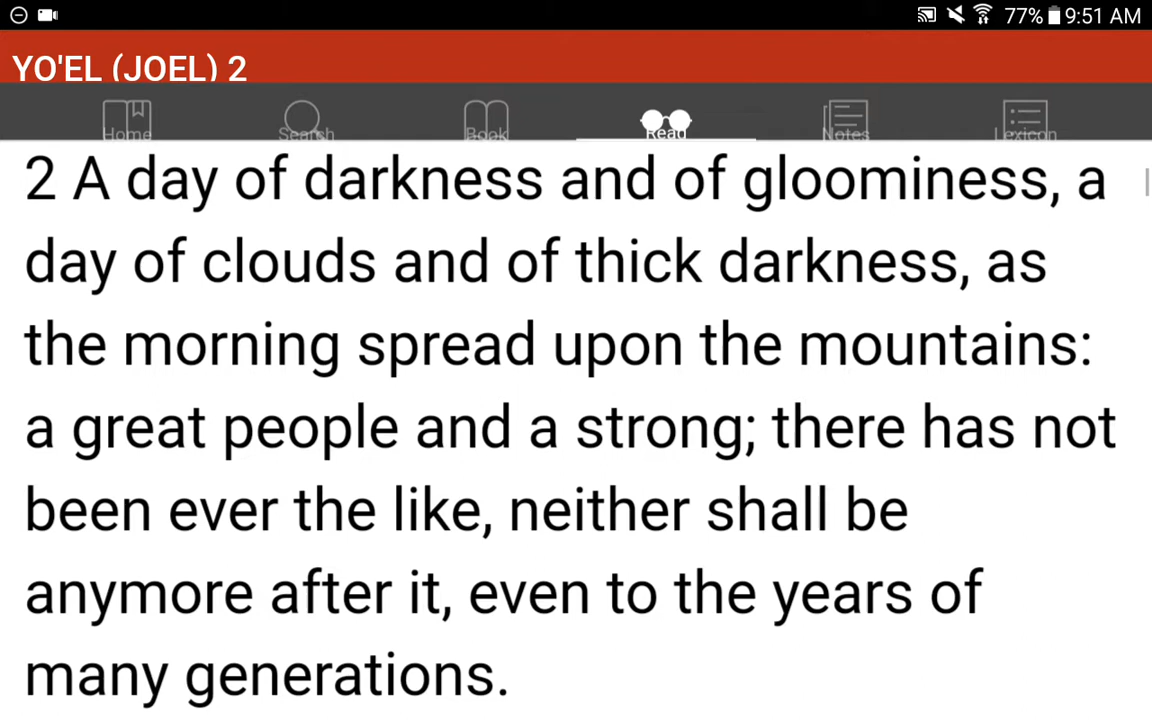 77% 9:51 AM
YO'EL (JOEL) 2
Home Search Book Read Notes Lexicon
2 A day of darkness and of gloominess, a
day of clouds and of thick darkness, as
the morning spread upon the mountains:
a great people and a strong; there has not
been ever the like, neither shall be
anymore after it, even to the years of
many generations.